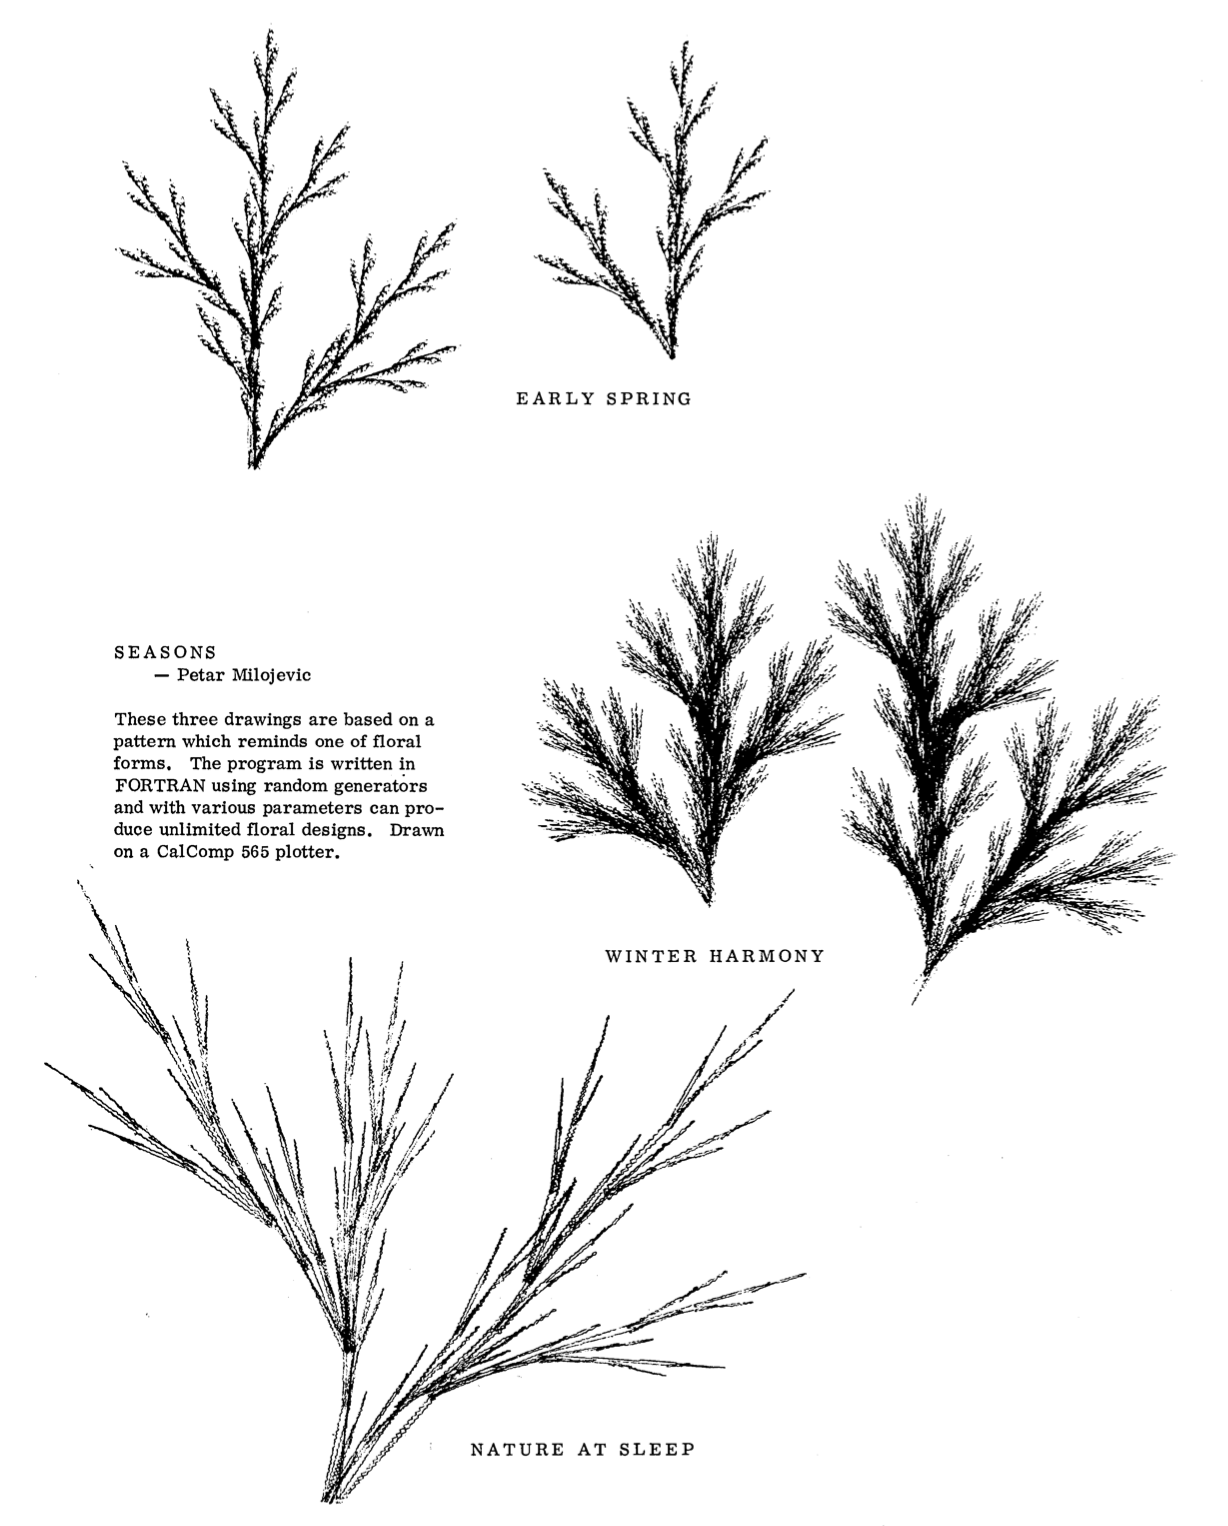 EARLY SPRING
SEASONS
— Petar Milojevic
These three drawings are based on a
pattern which reminds one of floral
forms. The program is written in
FORTRAN using random generators
and with various parameters can pro-
duce unlimited floral designs. Drawn
on a CalComp 565 plotter.
WINTER HARMONY
NATURE AT SLEEP